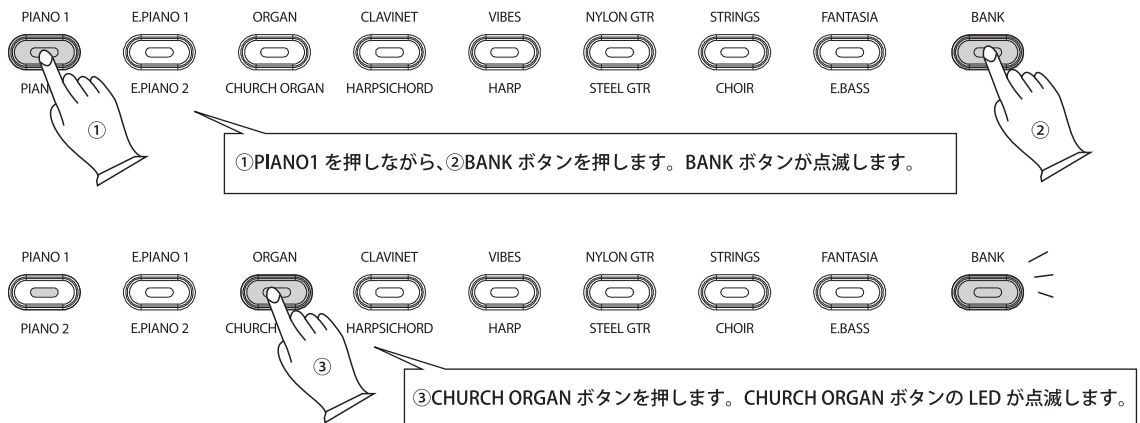 PIANO 1 E.PIANO 1 ORGAN CLAVINET VIBES NYLON GTR STRINGS FANTASIA BANK
PIAN E.PIANO 2 CHURCH ORGAN HARPSICHORD HARP STEEL GTR CHOIR E.BASS
① ②
①PIANO1 を押しながら、②BANK ボタンを押します。BANK ボタンが点滅します。
PIANO 1 E.PIANO 1 ORGAN CLAVINET VIBES NYLON GTR STRINGS FANTASIA BANK
PIANO 2 E.PIANO 2 CHURCH HARPSICHORD HARP STEEL GTR CHOIR E.BASS
③
③CHURCH ORGAN ボタンを押します。CHURCH ORGAN ボタンの LED が点滅します。